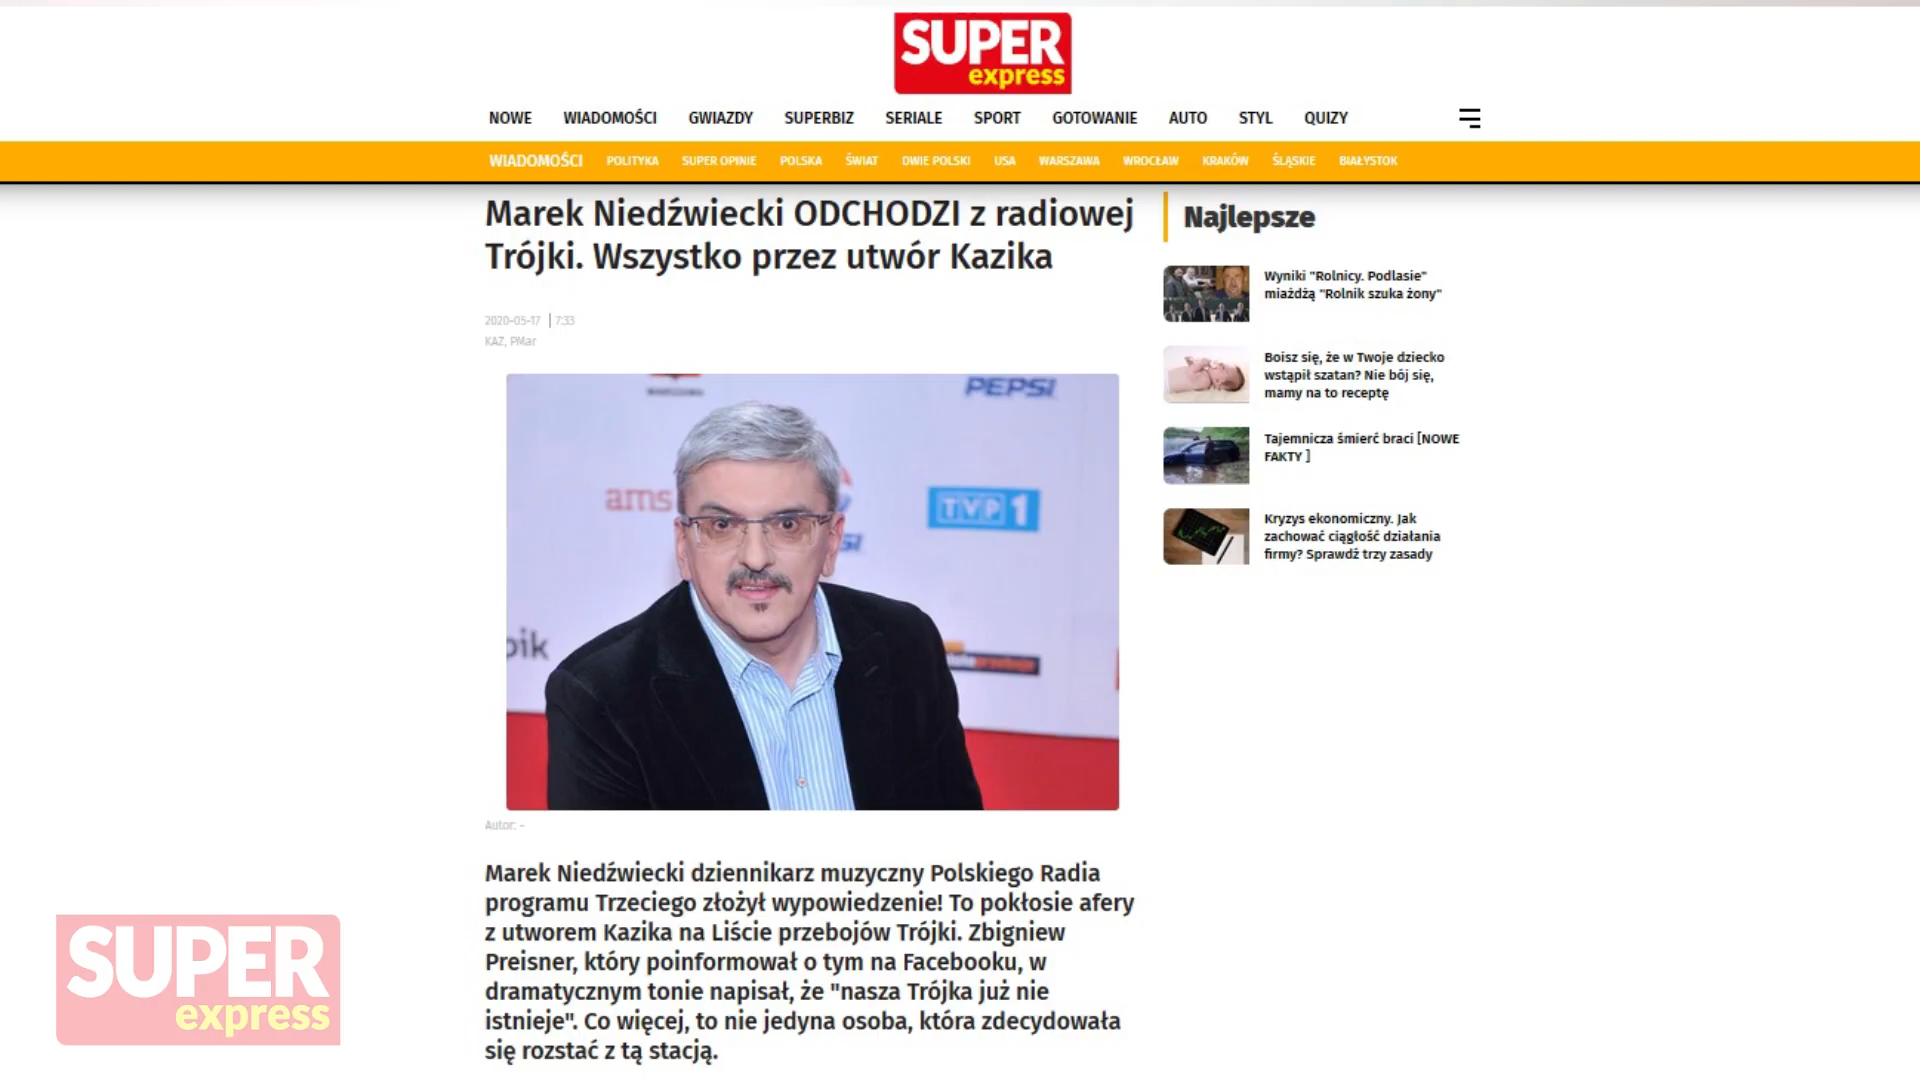 SUPER
express
NOWE WIADOMOŚCI GWIAZDY SUPERBIZ SERIALE SPORT GOTOWANIE AUTO STYL QUIZY
WIADOMOŚCI POLITYKA SUPER OPINIE POLSKA ŚWIAT DWIE POLSKI USA WARSZAWA WROCŁAW KRAKÓW ŚLĄSKIE BIAŁYSTOK
Marek Niedźwiecki ODCHODZI z radiowej
Trójki. Wszystko przez utwór Kazika
2020-05-17 | 7:33
KAZ, PMar
PEPSI
ams
TVP 1
pik
Autor: -
Marek Niedźwiecki dziennikarz muzyczny Polskiego Radia
programu Trzeciego złożył wypowiedzenie! To pokłosie afery
z utworem Kazika na Liście przebojów Trójki. Zbigniew
Preisner, który poinformował o tym na Facebooku, w
dramatycznym tonie napisał, że "nasza Trójka już nie
istnieje". Co więcej, to nie jedyna osoba, która zdecydowała
się rozstać z tą stacją.
Najlepsze
Wyniki "Rolnicy. Podlasie"
miażdżą "Rolnik szuka żony"
Boisz się, że w Twoje dziecko
wstąpił szatan? Nie bój się,
mamy na to receptę
Tajemnicza śmierć braci [NOWE
FAKTY ]
Kryzys ekonomiczny. Jak
zachować ciągłość działania
firmy? Sprawdź trzy zasady
SUPER
express